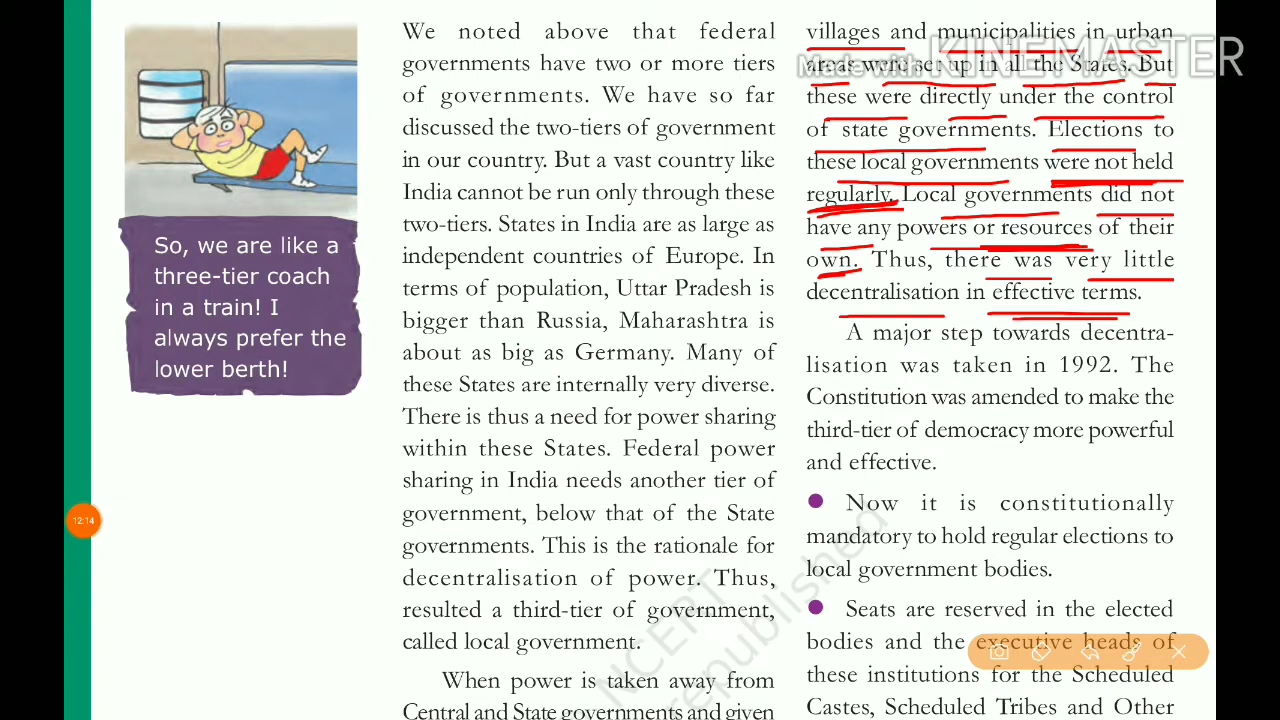 So, we are like a
three-tier coach
in a train! I
always prefer the
lower berth!
12:14
We noted above that federal
governments have two or more tiers
of governments. We have so far
discussed the two-tiers of government
in our country. But a vast country like
India cannot be run only through these
two-tiers. States in India are as large as
independent countries of Europe. In
terms of population, Uttar Pradesh is
bigger than Russia, Maharashtra is
about as big as Germany. Many of
these States are internally very diverse.
There is thus a need for power sharing
within these States. Federal power
sharing in India needs another tier of
government, below that of the State
governments. This is the rationale for
decentralisation of power. Thus,
resulted a third-tier of government,
called local government.
When power is taken away from
Central and State governments and given
villages and municipalities in urban
areas were set up in all the States. But
these were directly under the control
of state governments. Elections to
these local governments were not held
regularly. Local governments did not
have any powers or resources of their
own. Thus, there was very little
decentralisation in effective terms.
A major step towards decentra-
lisation was taken in 1992. The
Constitution was amended to make the
third-tier of democracy more powerful
and effective.
● Now it is constitutionally
mandatory to hold regular elections to
local government bodies.
● Seats are reserved in the elected
bodies and the executive heads of
these institutions for the Scheduled
Castes, Scheduled Tribes and Other
Made with KINEMASTER
NCERT
republished